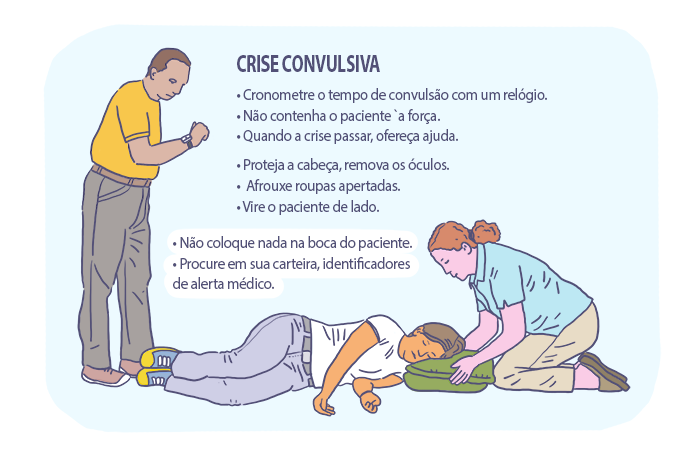 CRISE CONVULSIVA
• Cronometre o tempo de convulsão com um relógio.
• Não contenha o paciente `a força.
• Quando a crise passar, ofereça ajuda.
• Proteja a cabeça, remova os óculos.
• Afrouxe roupas apertadas.
• Vire o paciente de lado.
• Não coloque nada na boca do paciente.
• Procure em sua carteira, identificadores
de alerta médico.